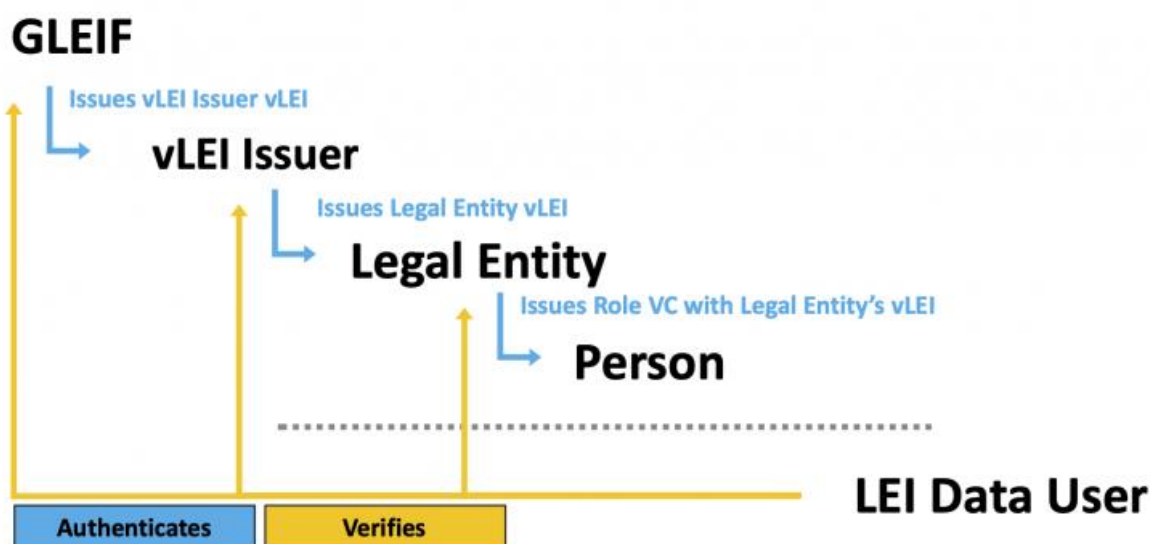 GLEIF
Issues vLEI Issuer vLEI
vLEI Issuer
Issues Legal Entity vLEI
Legal Entity
Issues Role VC with Legal Entity’s vLEI
Person
LEI Data User
Authenticates
Verifies